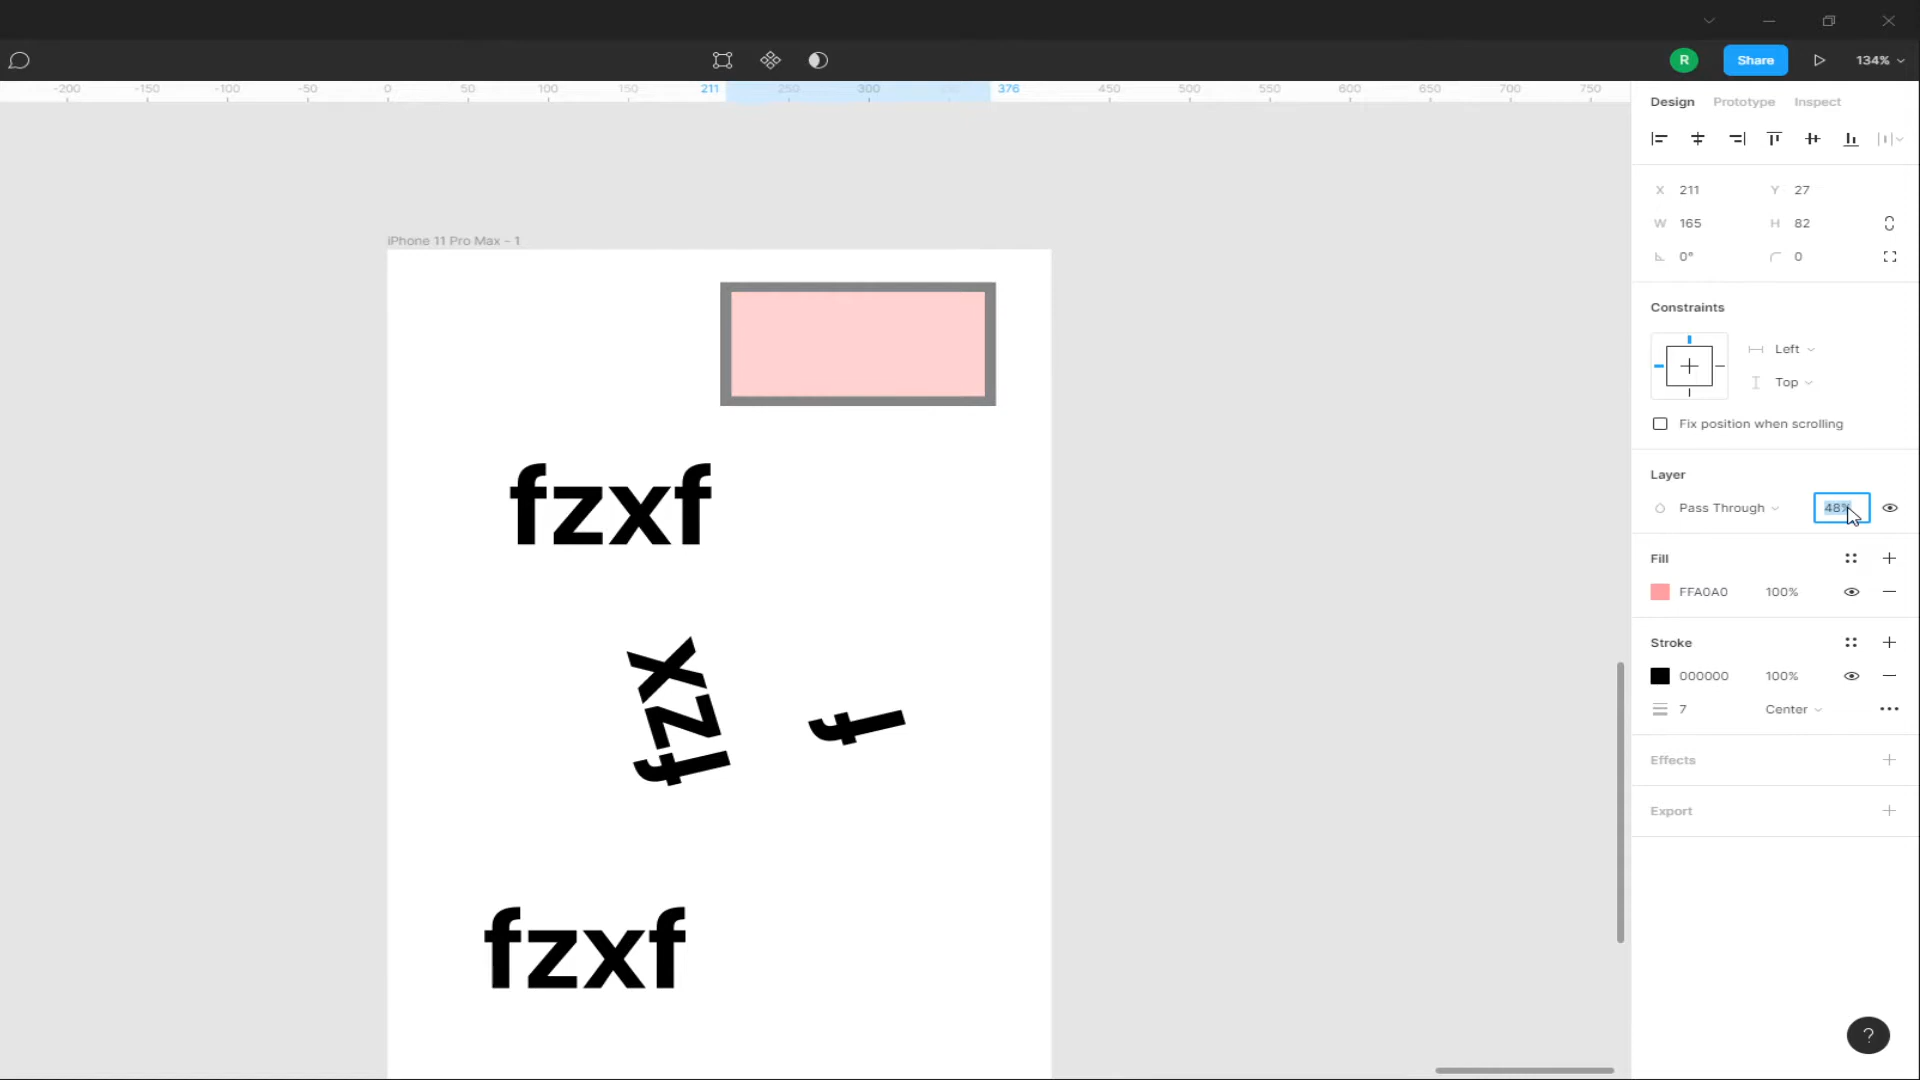 R Share 134%
-200 -150 -100 -50 0 50 100 150 211 250 300 376 450 500 550 600 650 700 750
Design Prototype Inspect
X 211 Y 27
W 165 H 82
0° 0
iPhone 11 Pro Max - 1
Constraints
Left
Top
Fix position when scrolling
Layer
Pass Through 48%
Fill
FFA0A0 100%
Stroke
000000 100%
7 Center
Effects
Export
fzxf
fzx
f
fzxf
?